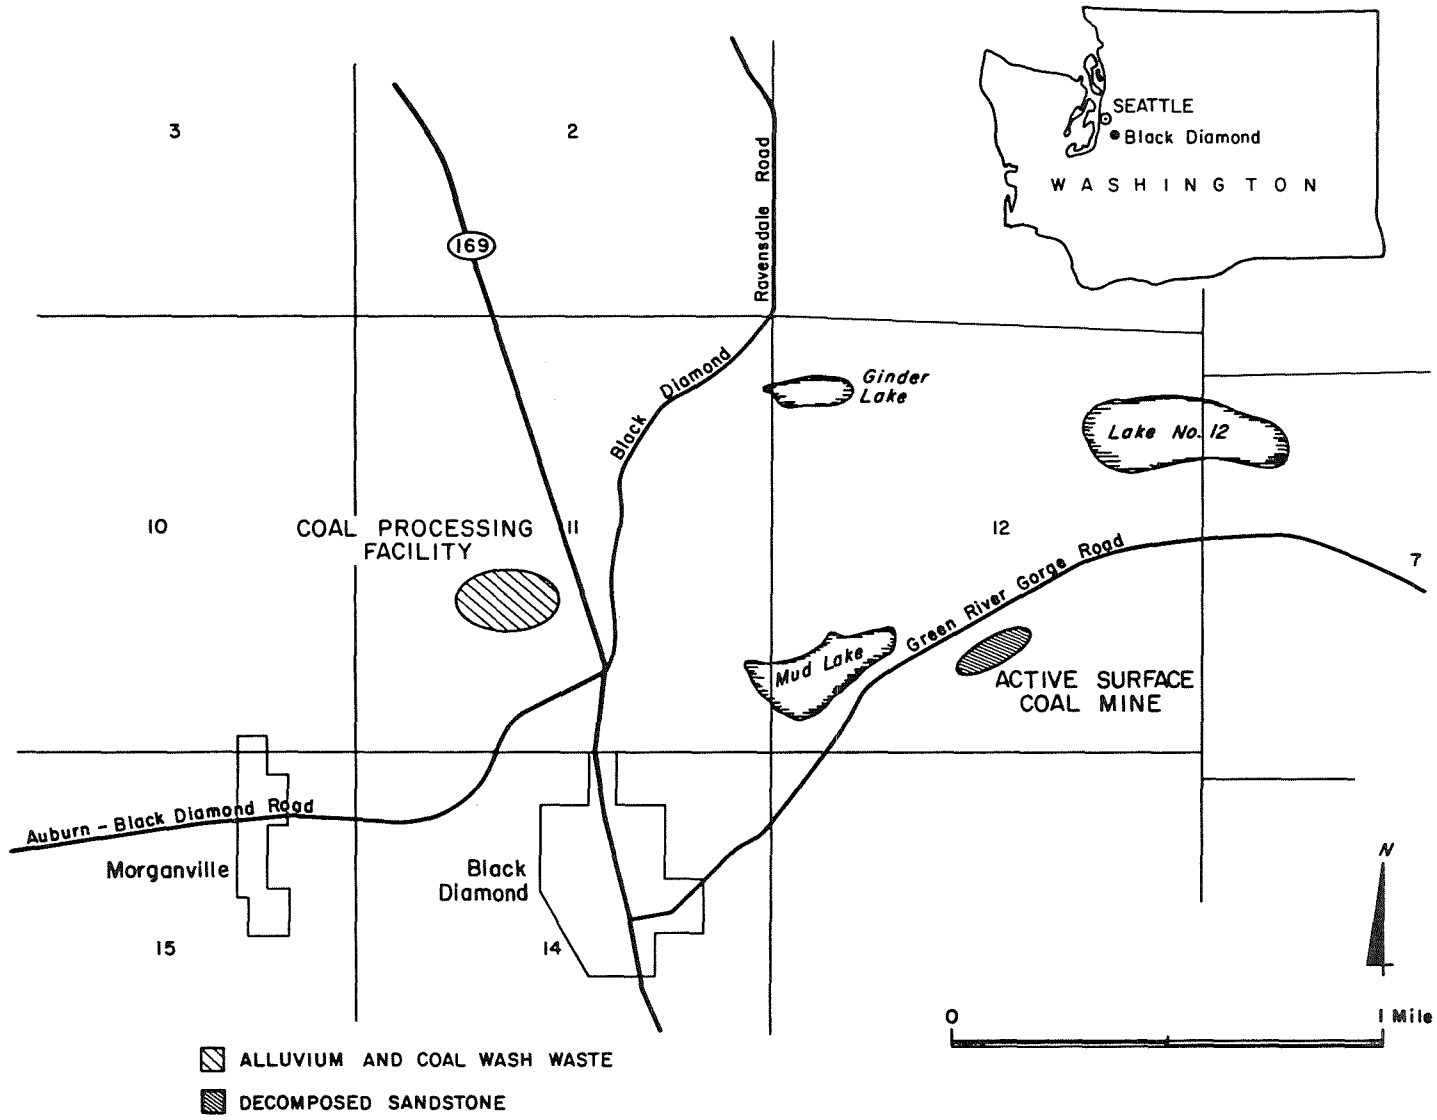 3
2
169
Ravensdale Road
SEATTLE
Black Diamond
WASHINGTON
Black Diamond
Ginder
Lake
Lake No. 12
10
COAL PROCESSING
FACILITY
11
12
7
Green River Gorge Road
Mud Lake
ACTIVE SURFACE
COAL MINE
Auburn – Black Diamond Road
Morganville
Black
Diamond
15
14
N
0
1 Mile
ALLUVIUM AND COAL WASH WASTE
DECOMPOSED SANDSTONE